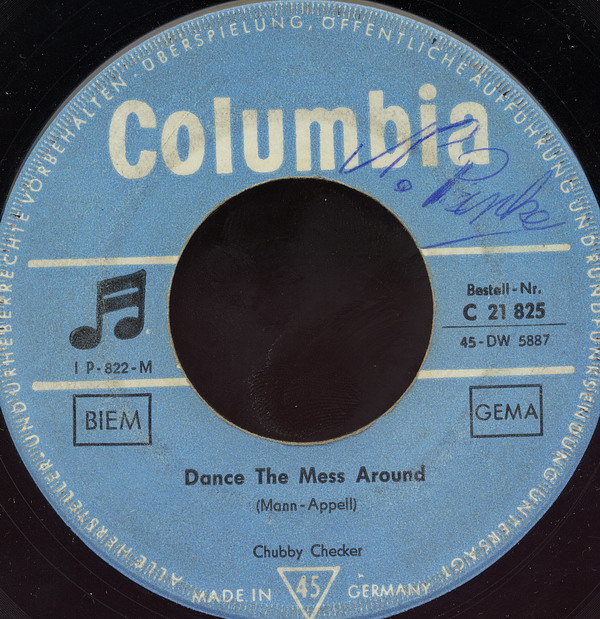 ALLE HERSTELLER- UND URHEBERRECHTE VORBEHALTEN · ÜBERSPIELUNG, ÖFFENTLICHE AUFFÜHRUNG UND RUNDFUNKSENDUNG UNTERSAGT
Columbia
Bestell-Nr.
C 21 825
45-DW 5887
I P-822-M
BIEM
GEMA
Dance The Mess Around
(Mann-Appell)
Chubby Checker
MADE IN 45 GERMANY